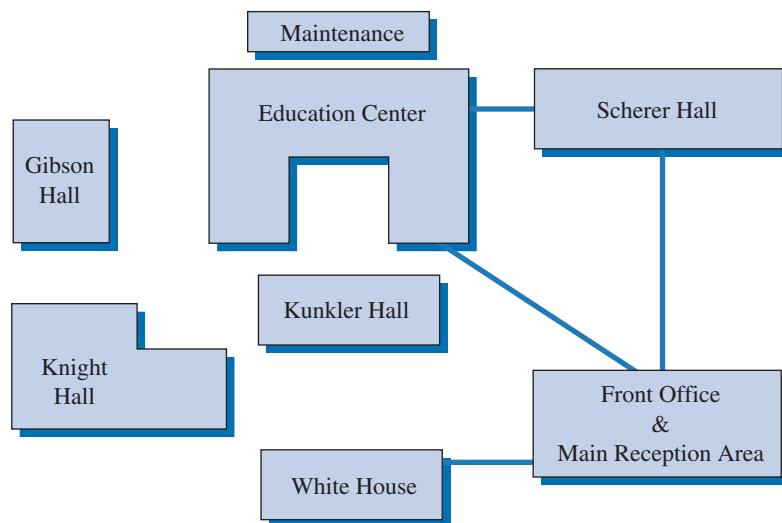 Maintenance
Education Center
Scherer Hall
Gibson
Hall
Kunkler Hall
Knight
Hall
Front Office
&
Main Reception Area
White House